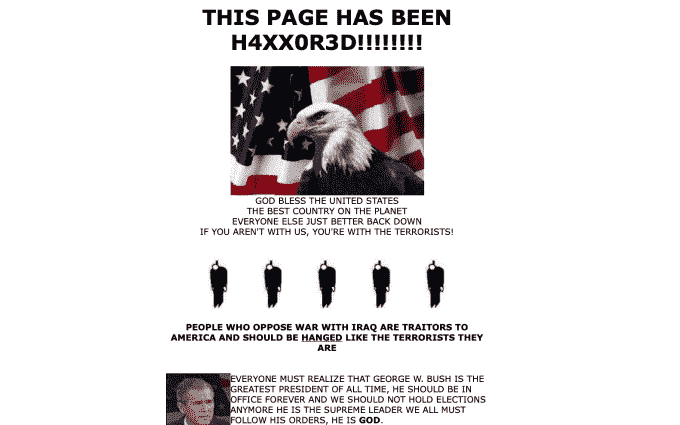 THIS PAGE HAS BEEN
H4XX0R3D!!!!!!!!
GOD BLESS THE UNITED STATES
THE BEST COUNTRY ON THE PLANET
EVERYONE ELSE JUST BETTER BACK DOWN
IF YOU AREN'T WITH US, YOU'RE WITH THE TERRORISTS!
PEOPLE WHO OPPOSE WAR WITH IRAQ ARE TRAITORS TO
AMERICA AND SHOULD BE HANGED LIKE THE TERRORISTS THEY
ARE
EVERYONE MUST REALIZE THAT GEORGE W. BUSH IS THE
GREATEST PRESIDENT OF ALL TIME, HE SHOULD BE IN
OFFICE FOREVER AND WE SHOULD NOT HOLD ELECTIONS
ANYMORE HE IS THE SUPREME LEADER WE ALL MUST
FOLLOW HIS ORDERS, HE IS GOD.